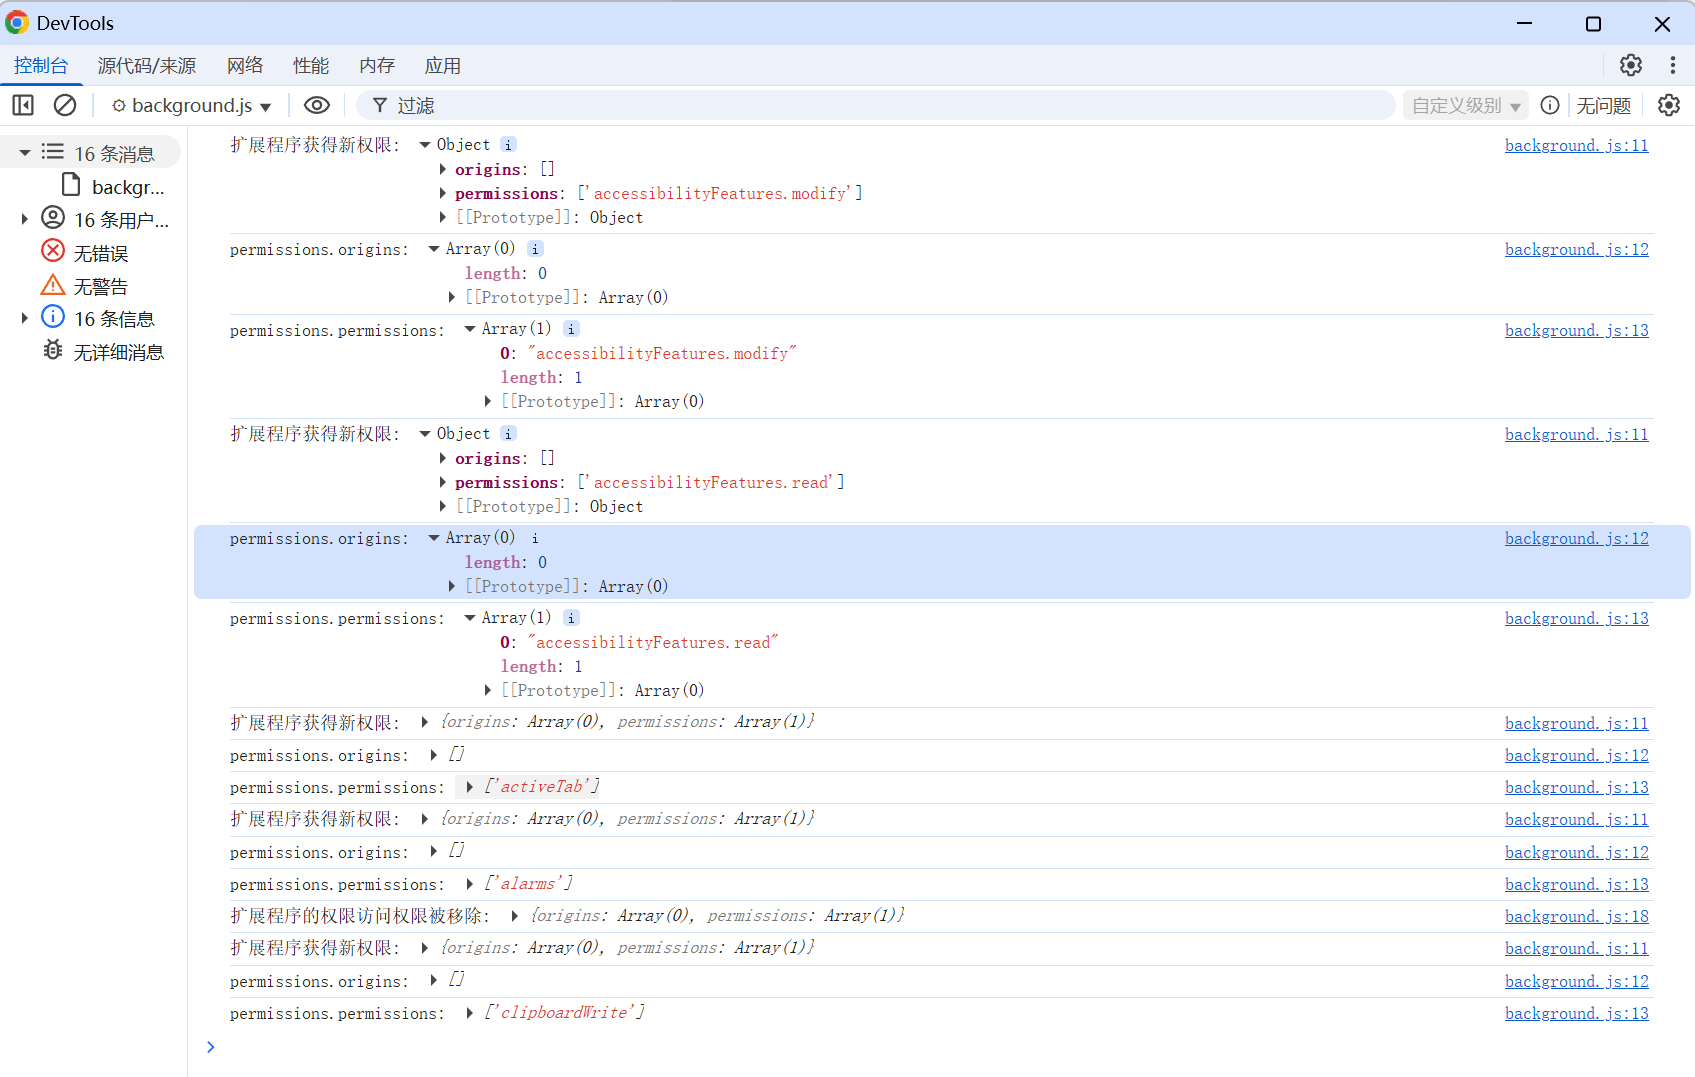 DevTools
控制台 源代码/来源 网络 性能 内存 应用
background.js ▼ 过滤 自定义级别 ▼ 无问题
16 条消息
backgr...
16 条用户...
无错误
无警告
16 条信息
无详细消息
扩展程序获得新权限: ▼ Object i background.js:11
▶ origins: []
▶ permissions: ['accessibilityFeatures.modify']
▶ [[Prototype]]: Object
permissions.origins: ▼ Array(0) i background.js:12
length: 0
▶ [[Prototype]]: Array(0)
permissions.permissions: ▼ Array(1) i background.js:13
0: "accessibilityFeatures.modify"
length: 1
▶ [[Prototype]]: Array(0)
扩展程序获得新权限: ▼ Object i background.js:11
▶ origins: []
▶ permissions: ['accessibilityFeatures.read']
▶ [[Prototype]]: Object
permissions.origins: ▼ Array(0) i background.js:12
length: 0
▶ [[Prototype]]: Array(0)
permissions.permissions: ▼ Array(1) i background.js:13
0: "accessibilityFeatures.read"
length: 1
▶ [[Prototype]]: Array(0)
扩展程序获得新权限: ▶ {origins: Array(0), permissions: Array(1)} background.js:11
permissions.origins: ▶ [] background.js:12
permissions.permissions: ▶ ['activeTab'] background.js:13
扩展程序获得新权限: ▶ {origins: Array(0), permissions: Array(1)} background.js:11
permissions.origins: ▶ [] background.js:12
permissions.permissions: ▶ ['alarms'] background.js:13
扩展程序的权限访问权限被移除: ▶ {origins: Array(0), permissions: Array(1)} background.js:18
扩展程序获得新权限: ▶ {origins: Array(0), permissions: Array(1)} background.js:11
permissions.origins: ▶ [] background.js:12
permissions.permissions: ▶ ['clipboardWrite'] background.js:13